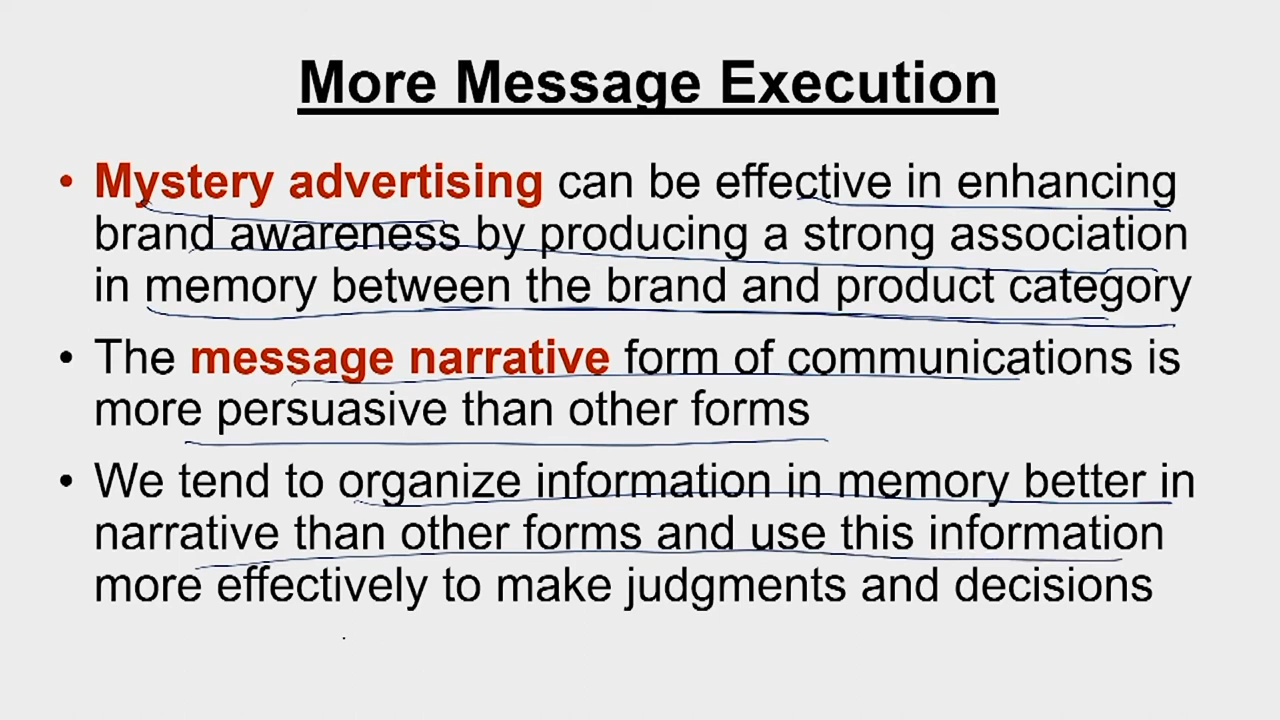 More Message Execution
• Mystery advertising can be effective in enhancing
brand awareness by producing a strong association
in memory between the brand and product category
• The message narrative form of communications is
more persuasive than other forms
• We tend to organize information in memory better in
narrative than other forms and use this information
more effectively to make judgments and decisions